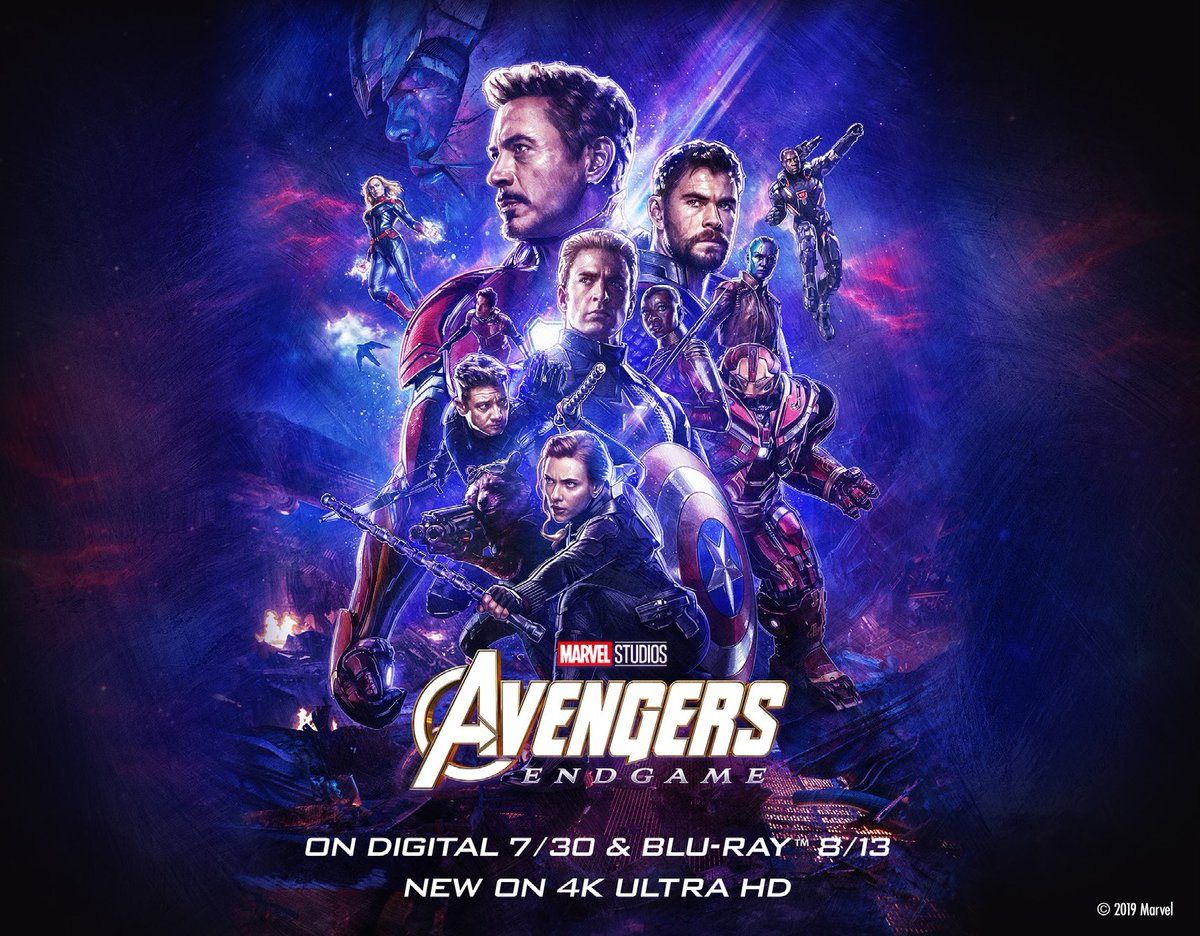 MARVEL STUDIOS
AVENGERS
ENDGAME
ON DIGITAL 7/30 & BLU-RAY™ 8/13
NEW ON 4K ULTRA HD
© 2019 Marvel